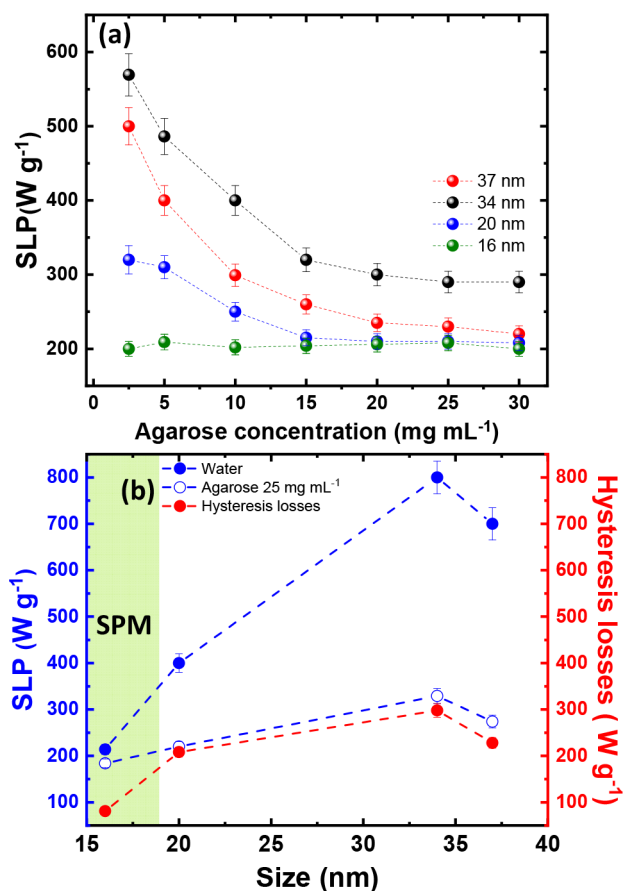 (a)
600
500
400
300
200
SLP(W g⁻¹)
37 nm
34 nm
20 nm
16 nm
0 5 10 15 20 25 30
Agarose concentration (mg mL⁻¹)
(b)
Water
Agarose 25 mg mL⁻¹
Hysteresis losses
SPM
800
700
600
500
400
300
200
100
SLP (W g⁻¹)
800
700
600
500
400
300
200
100
Hysteresis losses ( W g⁻¹)
15 20 25 30 35 40
Size (nm)